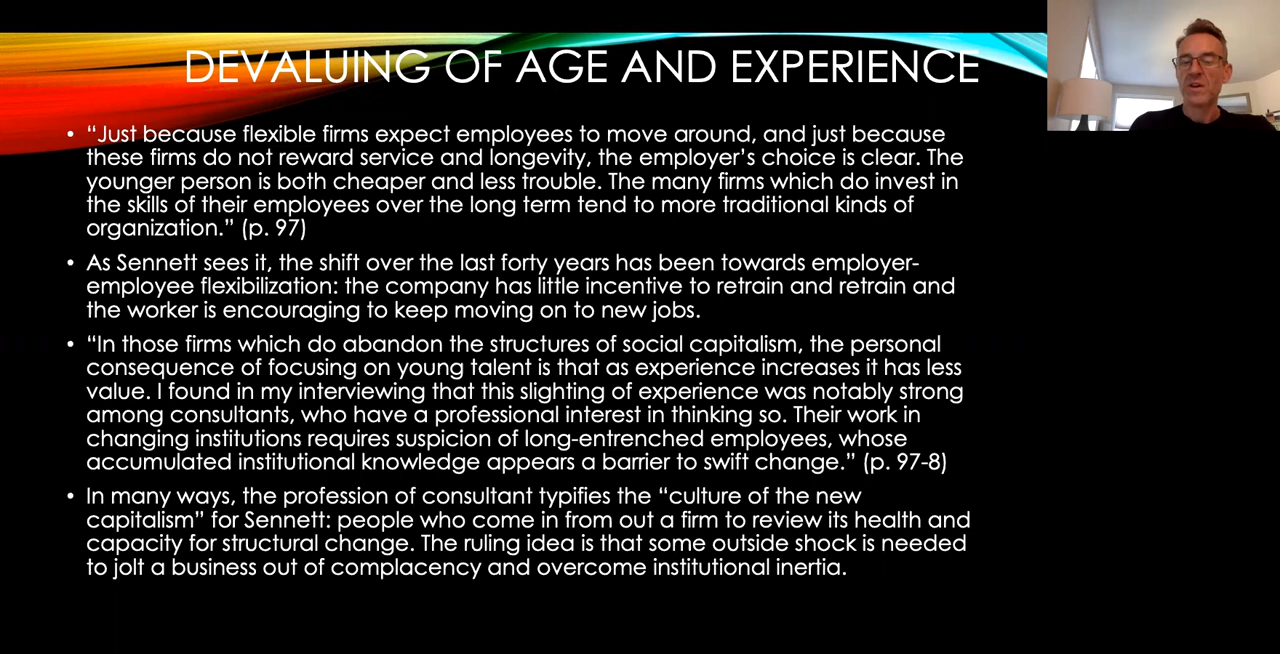 DEVALUING OF AGE AND EXPERIENCE
• “Just because flexible firms expect employees to move around, and just because
these firms do not reward service and longevity, the employer’s choice is clear. The
younger person is both cheaper and less trouble. The many firms which do invest in
the skills of their employees over the long term tend to more traditional kinds of
organization.” (p. 97)
• As Sennett sees it, the shift over the last forty years has been towards employer-
employee flexibilization: the company has little incentive to retrain and retrain and
the worker is encouraging to keep moving on to new jobs.
• “In those firms which do abandon the structures of social capitalism, the personal
consequence of focusing on young talent is that as experience increases it has less
value. I found in my interviewing that this slighting of experience was notably strong
among consultants, who have a professional interest in thinking so. Their work in
changing institutions requires suspicion of long-entrenched employees, whose
accumulated institutional knowledge appears a barrier to swift change.” (p. 97-8)
• In many ways, the profession of consultant typifies the “culture of the new
capitalism” for Sennett: people who come in from out a firm to review its health and
capacity for structural change. The ruling idea is that some outside shock is needed
to jolt a business out of complacency and overcome institutional inertia.